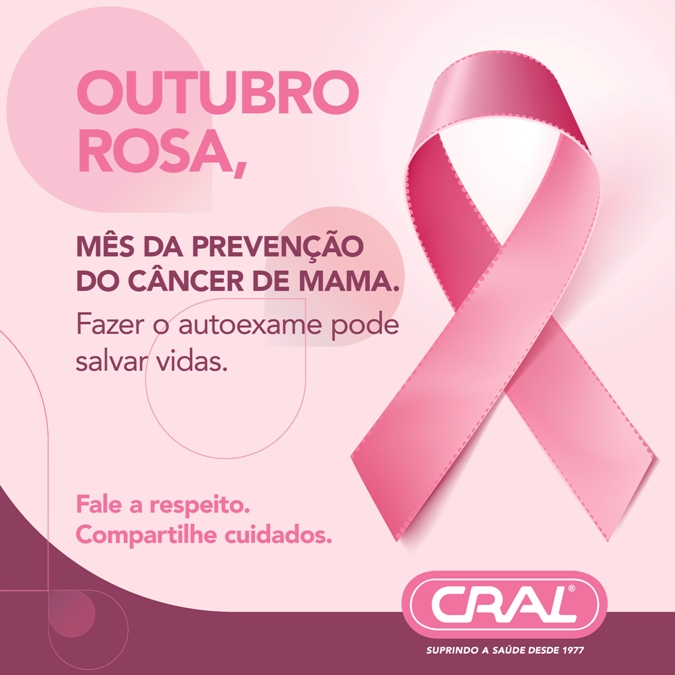 OUTUBRO
ROSA,
MÊS DA PREVENÇÃO
DO CÂNCER DE MAMA.
Fazer o autoexame pode
salvar vidas.
Fale a respeito.
Compartilhe cuidados.
CRAL®
SUPRINDO A SAÚDE DESDE 1977